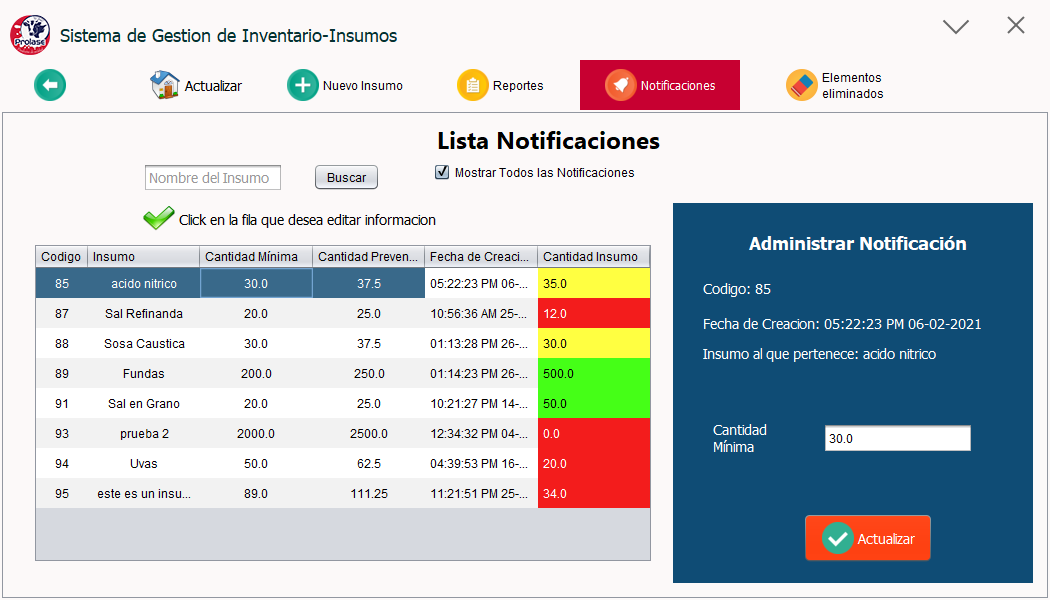 Prolase
Sistema de Gestion de Inventario-Insumos
Actualizar
Nuevo Insumo
Reportes
Notificaciones
Elementos
eliminados
Lista Notificaciones
Nombre del Insumo
Buscar
Mostrar Todos las Notificaciones
Click en la fila que desea editar informacion
Codigo Insumo Cantidad Mínima Cantidad Preven... Fecha de Creaci... Cantidad Insumo
85 acido nitrico 30.0 37.5 05:22:23 PM 06-... 35.0
87 Sal Refinanda 20.0 25.0 10:56:36 AM 25-... 12.0
88 Sosa Caustica 30.0 37.5 01:13:28 PM 26-... 30.0
89 Fundas 200.0 250.0 01:14:23 PM 26-... 500.0
91 Sal en Grano 20.0 25.0 10:21:27 PM 14-... 50.0
93 prueba 2 2000.0 2500.0 12:34:32 PM 04-... 0.0
94 Uvas 50.0 62.5 04:39:53 PM 16-... 20.0
95 este es un insu... 89.0 111.25 11:21:51 PM 25-... 34.0
Administrar Notificación
Codigo: 85
Fecha de Creacion: 05:22:23 PM 06-02-2021
Insumo al que pertenece: acido nitrico
Cantidad
Mínima
30.0
Actualizar